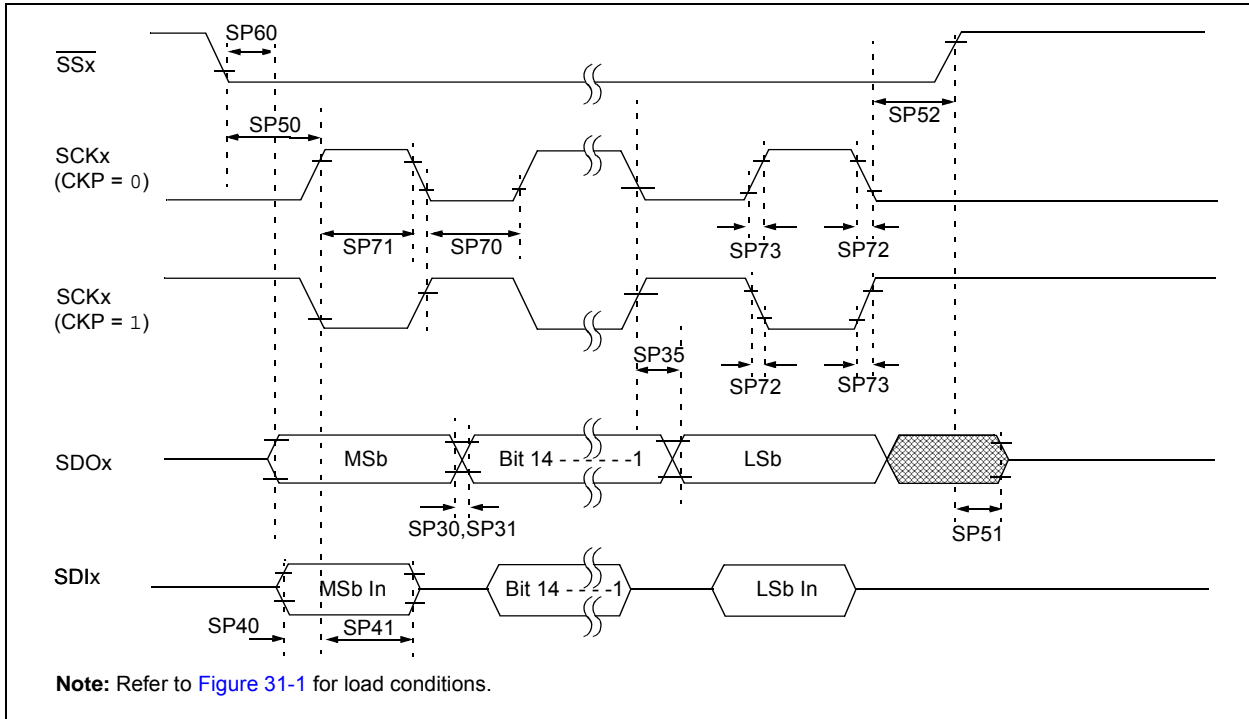 SP60
SSx
SP50
SP52
SCKx
(CKP = 0)
SP71
SP70
SP73
SP72
SCKx
(CKP = 1)
SP35
SP72
SP73
SDOx
MSb
Bit 14 - - - - - -1
LSb
SP30,SP31
SP51
SDIx
MSb In
Bit 14 - - - -1
LSb In
SP40
SP41
Note: Refer to Figure 31-1 for load conditions.